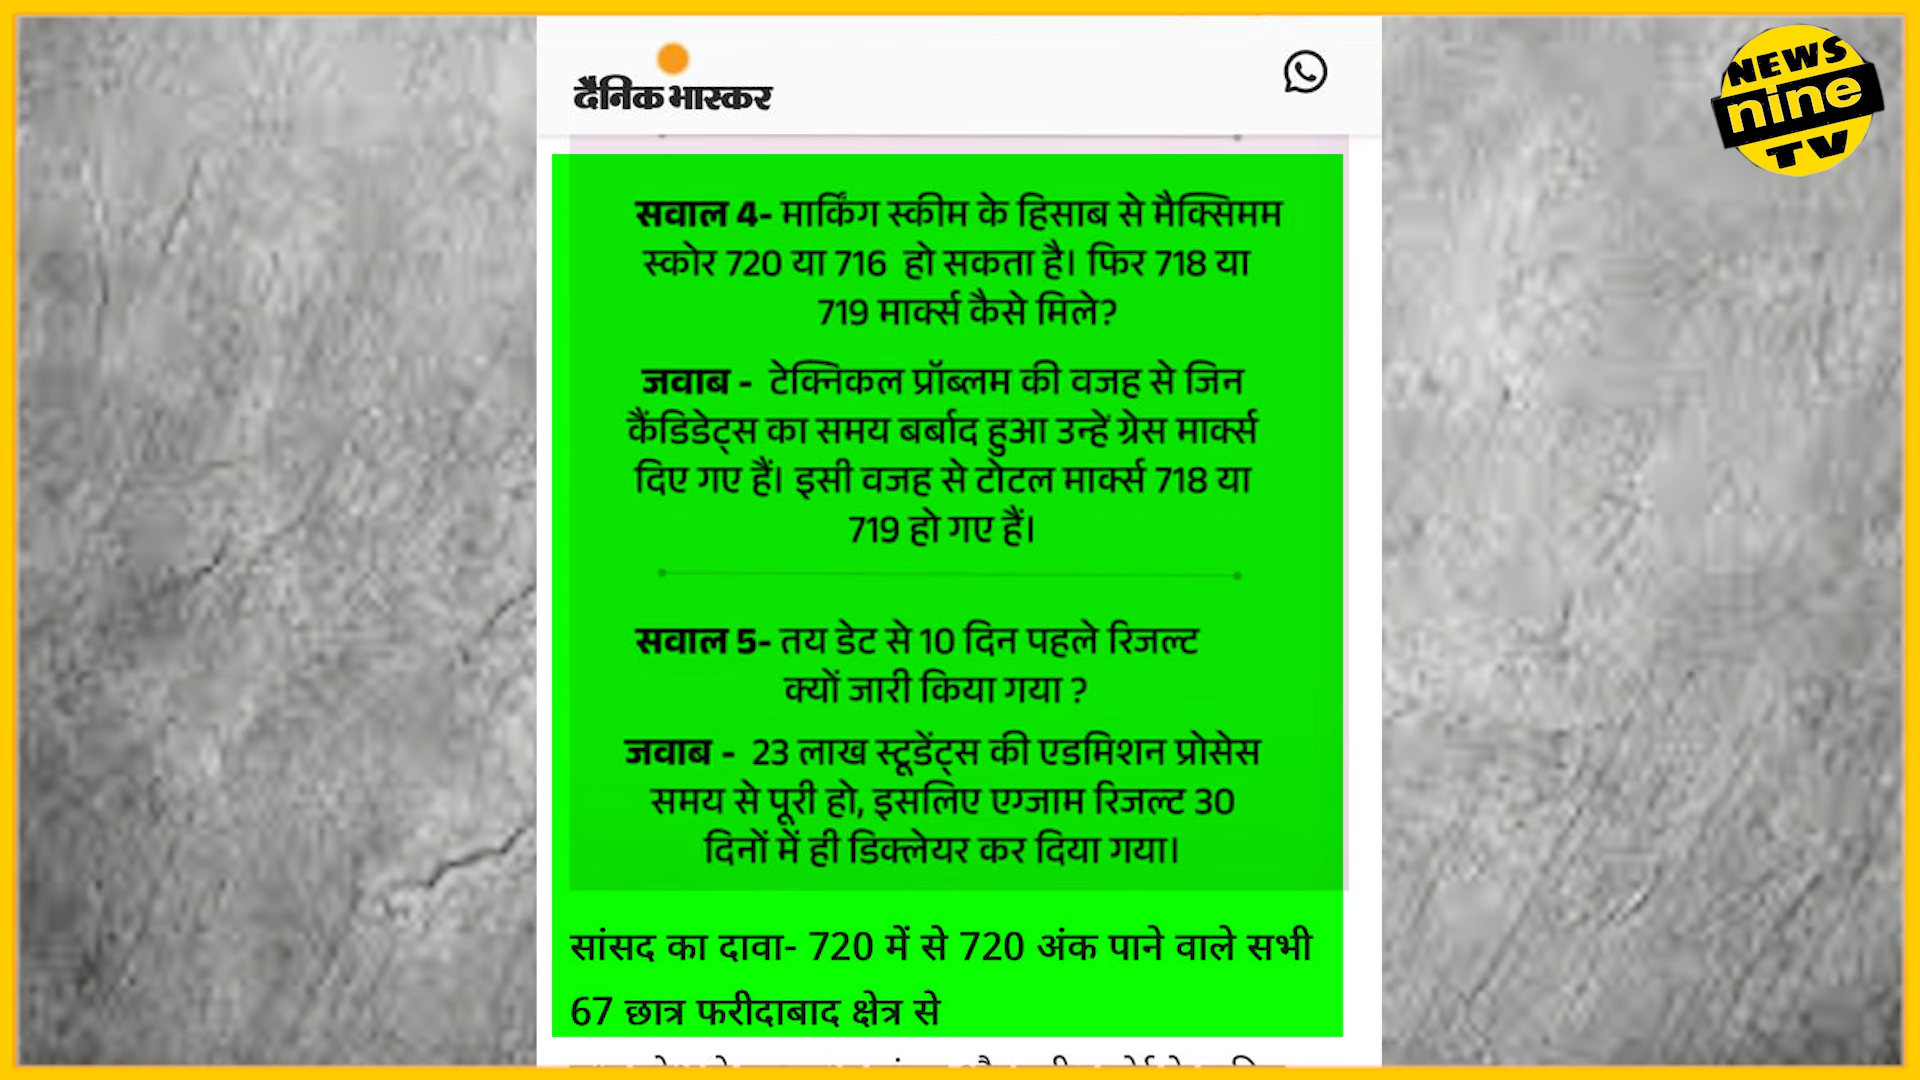 दैनिक भास्कर
NEWS
nine
TV
सवाल 4- मार्किंग स्कीम के हिसाब से मैक्सिमम
स्कोर 720 या 716 हो सकता है। फिर 718 या
719 मार्क्स कैसे मिले?
जवाब - टेक्निकल प्रॉब्लम की वजह से जिन
कैंडिडेट्स का समय बर्बाद हुआ उन्हें ग्रेस मार्क्स
दिए गए हैं। इसी वजह से टोटल मार्क्स 718 या
719 हो गए हैं।
सवाल 5- तय डेट से 10 दिन पहले रिजल्ट
क्यों जारी किया गया ?
जवाब - 23 लाख स्टूडेंट्स की एडमिशन प्रोसेस
समय से पूरी हो, इसलिए एग्जाम रिजल्ट 30
दिनों में ही डिक्लेयर कर दिया गया।
सांसद का दावा- 720 में से 720 अंक पाने वाले सभी
67 छात्र फरीदाबाद क्षेत्र से